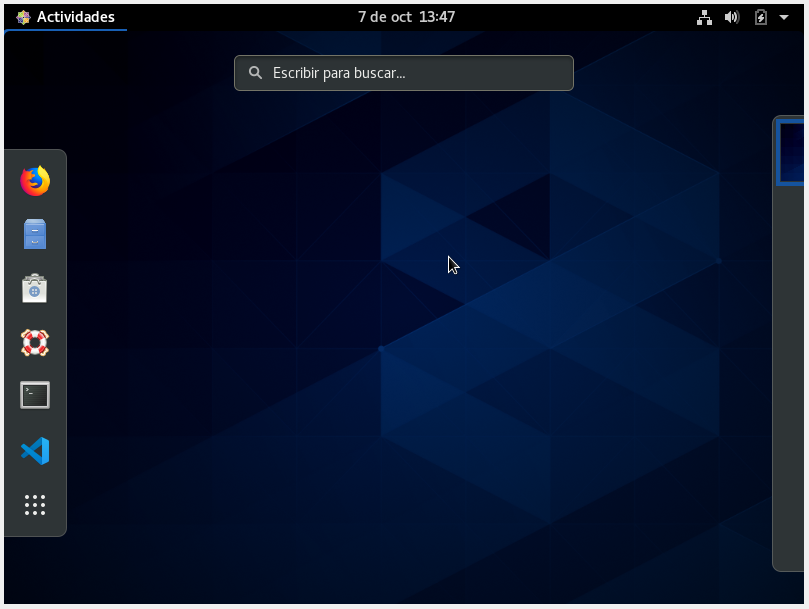 Actividades
7 de oct 13:47
Escribir para buscar...
>_